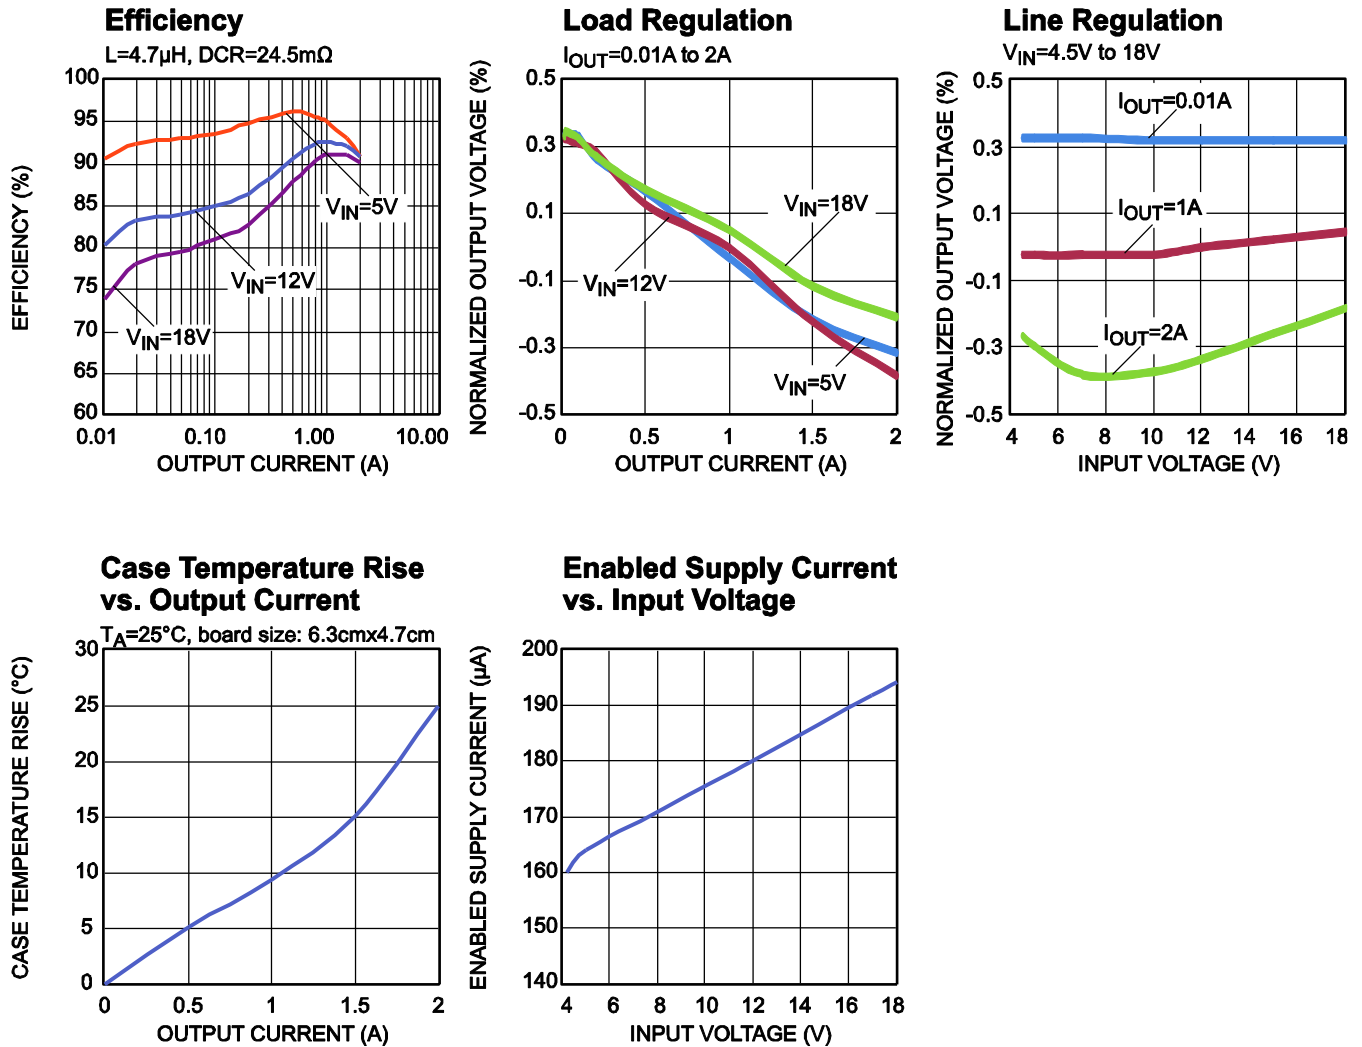 Efficiency
L=4.7µH, DCR=24.5mΩ
EFFICIENCY (%)
100
95
90
85
80
75
70
65
60
VIN=5V
VIN=12V
VIN=18V
0.01 0.10 1.00 10.00
OUTPUT CURRENT (A)
Load Regulation
IOUT=0.01A to 2A
NORMALIZED OUTPUT VOLTAGE (%)
0.5
0.3
0.1
-0.1
-0.3
-0.5
VIN=18V
VIN=12V
VIN=5V
0 0.5 1 1.5 2
OUTPUT CURRENT (A)
Line Regulation
VIN=4.5V to 18V
NORMALIZED OUTPUT VOLTAGE (%)
0.5
0.3
0.1
-0.1
-0.3
-0.5
IOUT=0.01A
IOUT=1A
IOUT=2A
4 6 8 10 12 14 16 18
INPUT VOLTAGE (V)
Case Temperature Rise
vs. Output Current
TA=25°C, board size: 6.3cmx4.7cm
CASE TEMPERATURE RISE (°C)
30
25
20
15
10
5
0
0 0.5 1 1.5 2
OUTPUT CURRENT (A)
Enabled Supply Current
vs. Input Voltage
ENABLED SUPPLY CURRENT (µA)
200
190
180
170
160
150
140
4 6 8 10 12 14 16 18
INPUT VOLTAGE (V)